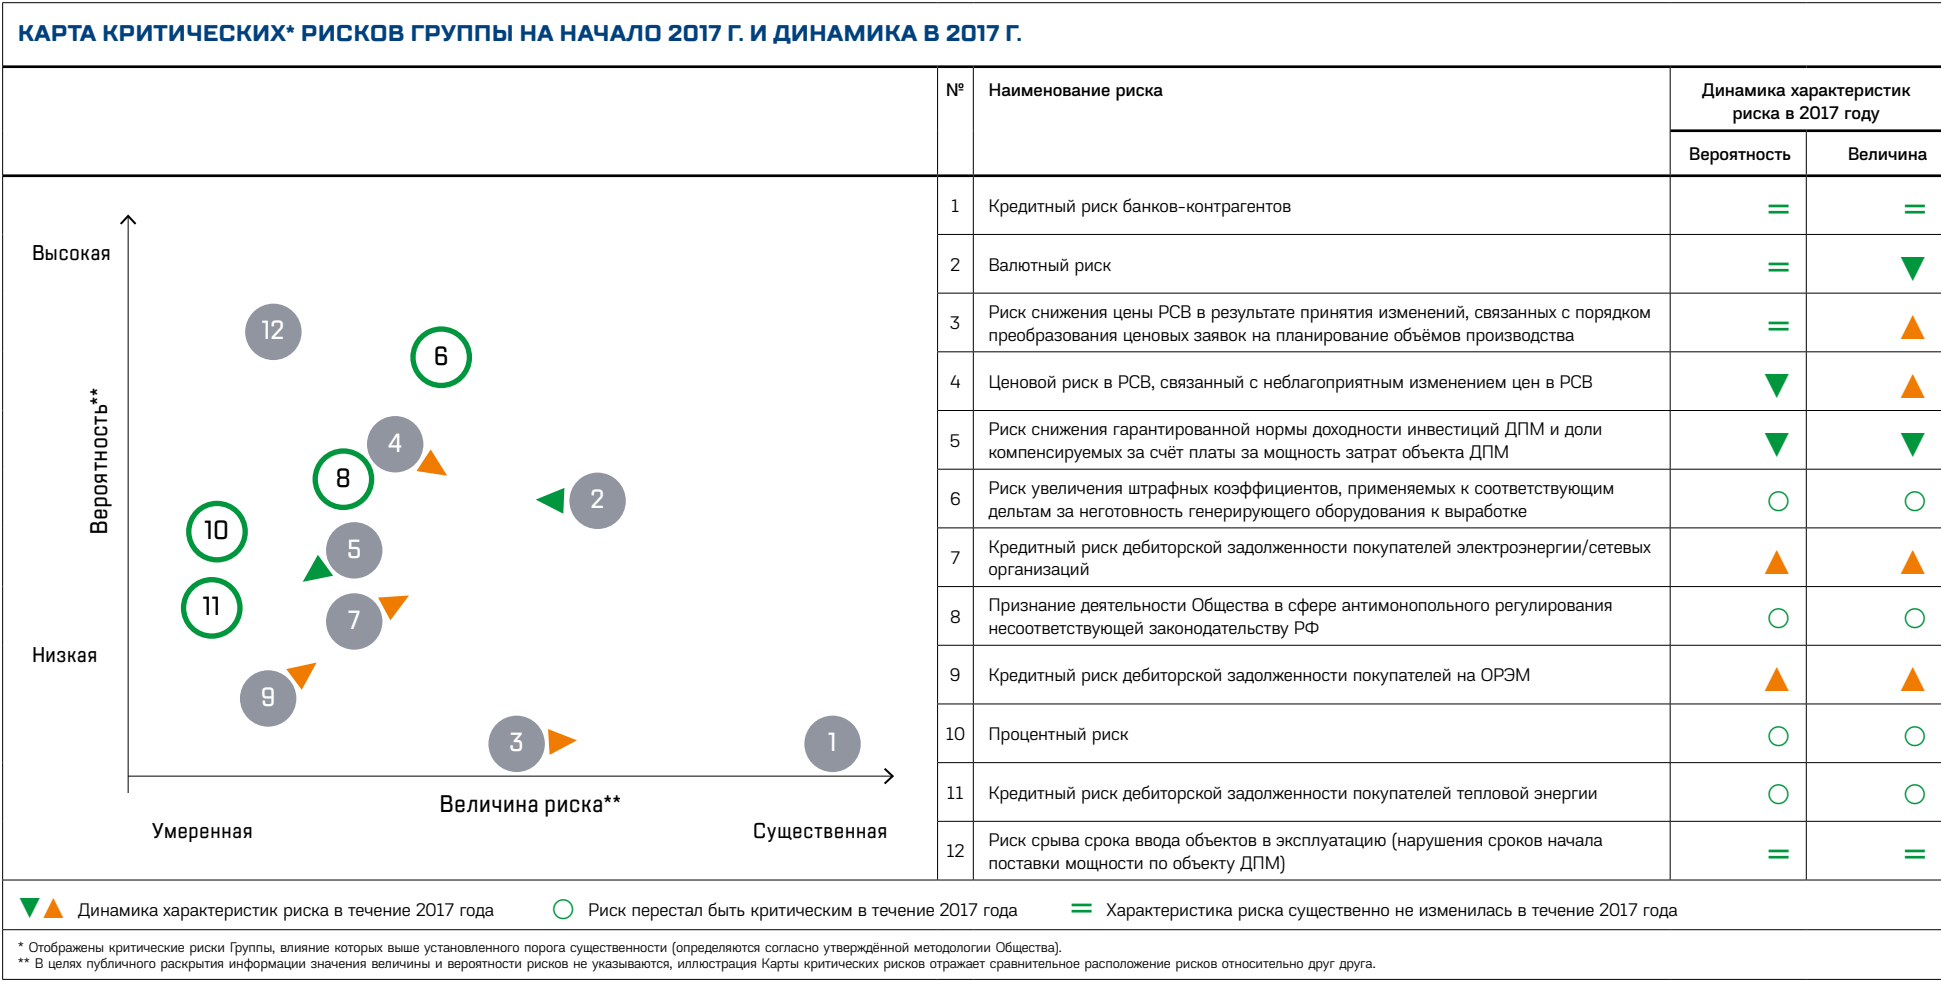 КАРТА КРИТИЧЕСКИХ* РИСКОВ ГРУППЫ НА НАЧАЛО 2017 Г. И ДИНАМИКА В 2017 Г.
№
Наименование риска
Динамика характеристик
риска в 2017 году
Вероятность
Величина
Высокая
Вероятность**
Низкая
12
6
4
8
2
10
5
11
7
9
3
1
Величина риска**
Умеренная
Существенная
1 Кредитный риск банков-контрагентов = =
2 Валютный риск = ▼
3 Риск снижения цены РСВ в результате принятия изменений, связанных с порядком
преобразования ценовых заявок на планирование объёмов производства = ▲
4 Ценовой риск в РСВ, связанный с неблагоприятным изменением цен в РСВ ▼ ▲
5 Риск снижения гарантированной нормы доходности инвестиций ДПМ и доли
компенсируемых за счёт платы за мощность затрат объекта ДПМ ▼ ▼
6 Риск увеличения штрафных коэффициентов, применяемых к соответствующим
дельтам за неготовность генерирующего оборудования к выработке ○ ○
7 Кредитный риск дебиторской задолженности покупателей электроэнергии/сетевых
организаций ▲ ▲
8 Признание деятельности Общества в сфере антимонопольного регулирования
несоответствующей законодательству РФ ○ ○
9 Кредитный риск дебиторской задолженности покупателей на ОРЭМ ▲ ▲
10 Процентный риск ○ ○
11 Кредитный риск дебиторской задолженности покупателей тепловой энергии ○ ○
12 Риск срыва срока ввода объектов в эксплуатацию (нарушения сроков начала
поставки мощности по объекту ДПМ) = =
▼▲ Динамика характеристик риска в течение 2017 года ○ Риск перестал быть критическим в течение 2017 года = Характеристика риска существенно не изменилась в течение 2017 года
* Отображены критические риски Группы, влияние которых выше установленного порога существенности (определяются согласно утверждённой методологии Общества).
** В целях публичного раскрытия информации значения величины и вероятности рисков не указываются, иллюстрация Карты критических рисков отражает сравнительное расположение рисков относительно друг друга.